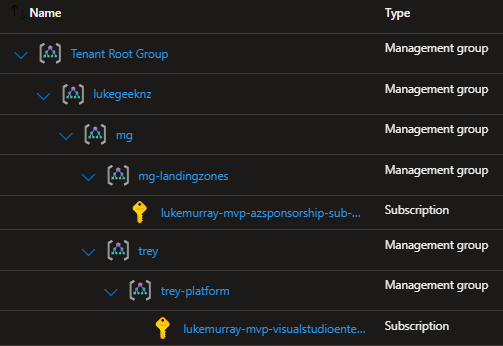 Name Type
Tenant Root Group Management group
lukegeeknz Management group
mg Management group
mg-landingzones Management group
lukemurray-mvp-azsponsorship-sub-... Subscription
trey Management group
trey-platform Management group
lukemurray-mvp-visualstudioente... Subscription